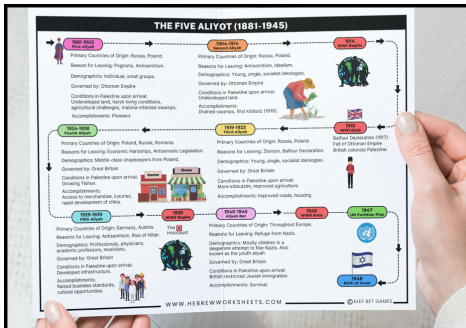 THE FIVE ALIYOT (1881-1945)
1881-1903
First Aliyah
Primary Countries of Origin: Russia, Poland.
Reason for Leaving: Pogroms, Antisemitism.
Demographics: Individual, small groups.
Governed by: Ottoman Empire
Conditions in Palestine upon arrival:
Undeveloped land, harsh living conditions,
agricultural challenges, malaria-infested swamps.
Accomplishments: Pioneers
1904-1914
Second Aliyah
Primary Countries of Origin: Russia, Poland.
Reasons for Leaving: Antisemitism, Idealism.
Demographics: Young, single, socialist ideologies.
Governed by: Ottoman Empire
Conditions in Palestine upon arrival:
Undeveloped land.
Accomplishments:
Drained swamps, first kibbutz (1910).
1914
WWI Begins
1918
WWI Ends
Balfour Declaration (1917)
Fall of Ottoman Empire
British colonize Palestine
1919-1923
Third Aliyah
Primary Countries of Origin: Russia, Poland.
Reasons for Leaving: Zionism, Balfour Declaration.
Demographics: Young, single, socialist ideologies.
Governed by: Great Britain
Conditions in Palestine upon arrival:
More kibbutzim, improved agriculture.
Accomplishments: Improved roads, housing.
1924-1928
Fourth Aliyah
Primary Countries of Origin: Poland, Russia, Romania.
Reasons for Leaving: Economic Hardships, Antisemitic Legislation.
Demographics: Middle-class shopkeepers from Poland.
Governed by: Great Britain
Conditions in Palestine upon arrival:
Growing Yishuv.
Accomplishments:
Access to merchandise, luxuries,
rapid development of cities.
Store
1929-1939
Fifth Aliyah
Primary Countries of Origin: Germany, Austria.
Reasons for Leaving: Antisemitism, Rise of Hitler.
Demographics: Professionals, physicians,
academic professors, musicians.
Governed by: Great Britain
Conditions in Palestine upon arrival:
Developed infrastructure.
Accomplishments:
Raised business standards,
cultural opportunities.
1939
WWII Begins
The
Holocaust
1940-1945
Aliyah Bet
Primary Countries of Origin: Throughout Europe.
Reasons for Leaving: Refuge from Nazis.
Demographics: Mostly children in a
desperate attempt to flee Nazis. Also
known as the youth aliyah.
Governed by: Great Britain
Conditions in Palestine upon arrival:
British restricted Jewish immigration.
Accomplishments: Survival.
1945
WWII Ends
1947
UN Partition Plan
1948
Birth of Israel
WWW.HEBREWWORKSHEETS.COM
©ALEF BET GAMES